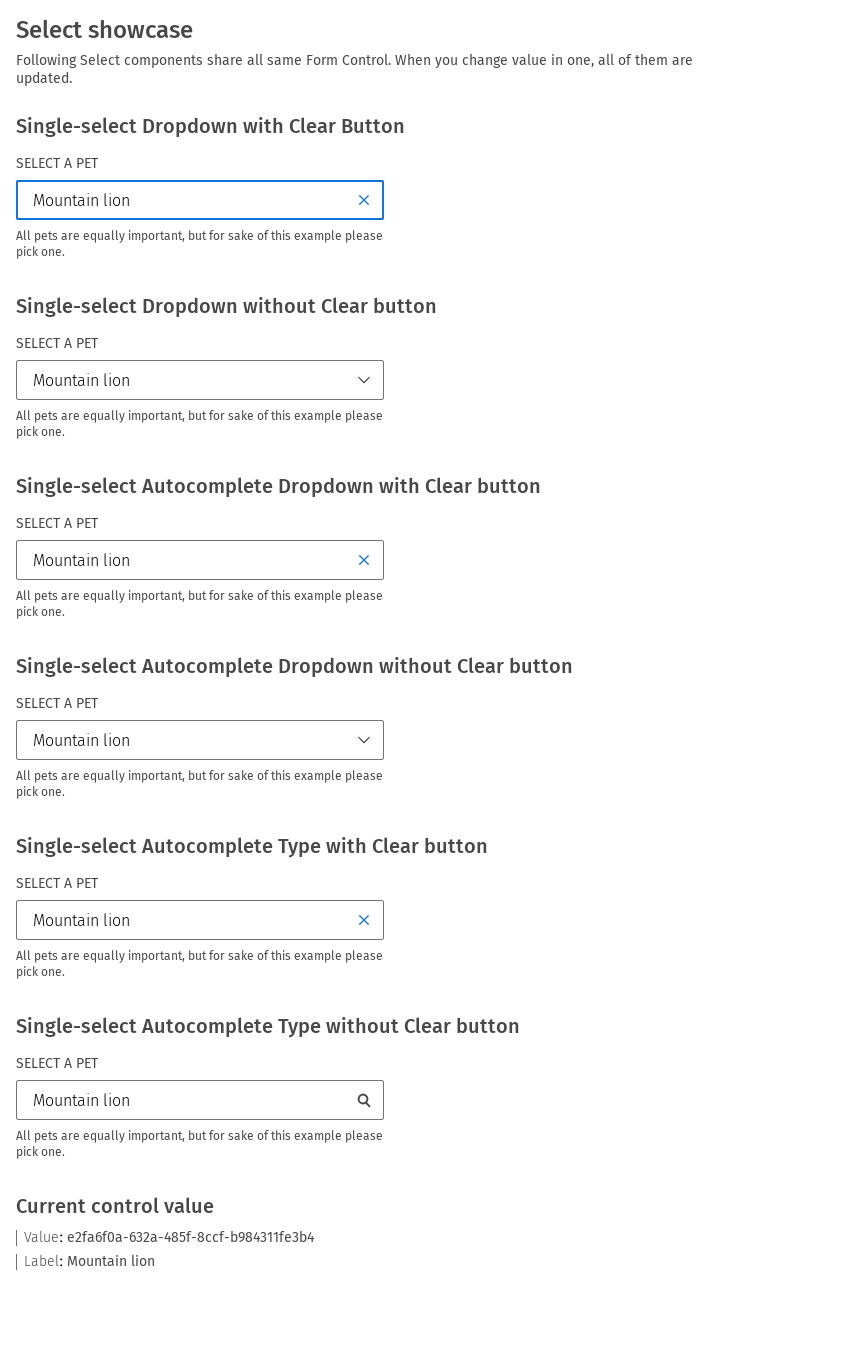 Select showcase
Following Select components share all same Form Control. When you change value in one, all of them are
updated.
Single-select Dropdown with Clear Button
SELECT A PET
Mountain lion
All pets are equally important, but for sake of this example please
pick one.
Single-select Dropdown without Clear button
SELECT A PET
Mountain lion
All pets are equally important, but for sake of this example please
pick one.
Single-select Autocomplete Dropdown with Clear button
SELECT A PET
Mountain lion
All pets are equally important, but for sake of this example please
pick one.
Single-select Autocomplete Dropdown without Clear button
SELECT A PET
Mountain lion
All pets are equally important, but for sake of this example please
pick one.
Single-select Autocomplete Type with Clear button
SELECT A PET
Mountain lion
All pets are equally important, but for sake of this example please
pick one.
Single-select Autocomplete Type without Clear button
SELECT A PET
Mountain lion
All pets are equally important, but for sake of this example please
pick one.
Current control value
Value: e2fa6f0a-632a-485f-8ccf-b984311fe3b4
Label: Mountain lion